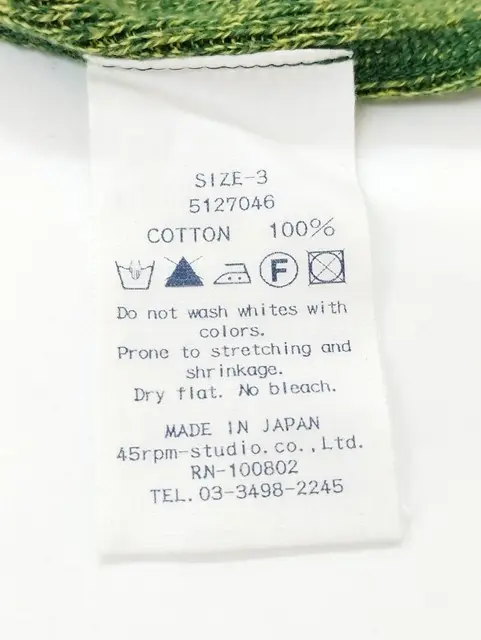 SIZE-3
5127046
COTTON 100%
F
Do not wash whites with
colors.
Prone to stretching and
shrinkage.
Dry flat. No bleach.
MADE IN JAPAN
45rpm-studio.co.,Ltd.
RN-100802
TEL.03-3498-2245